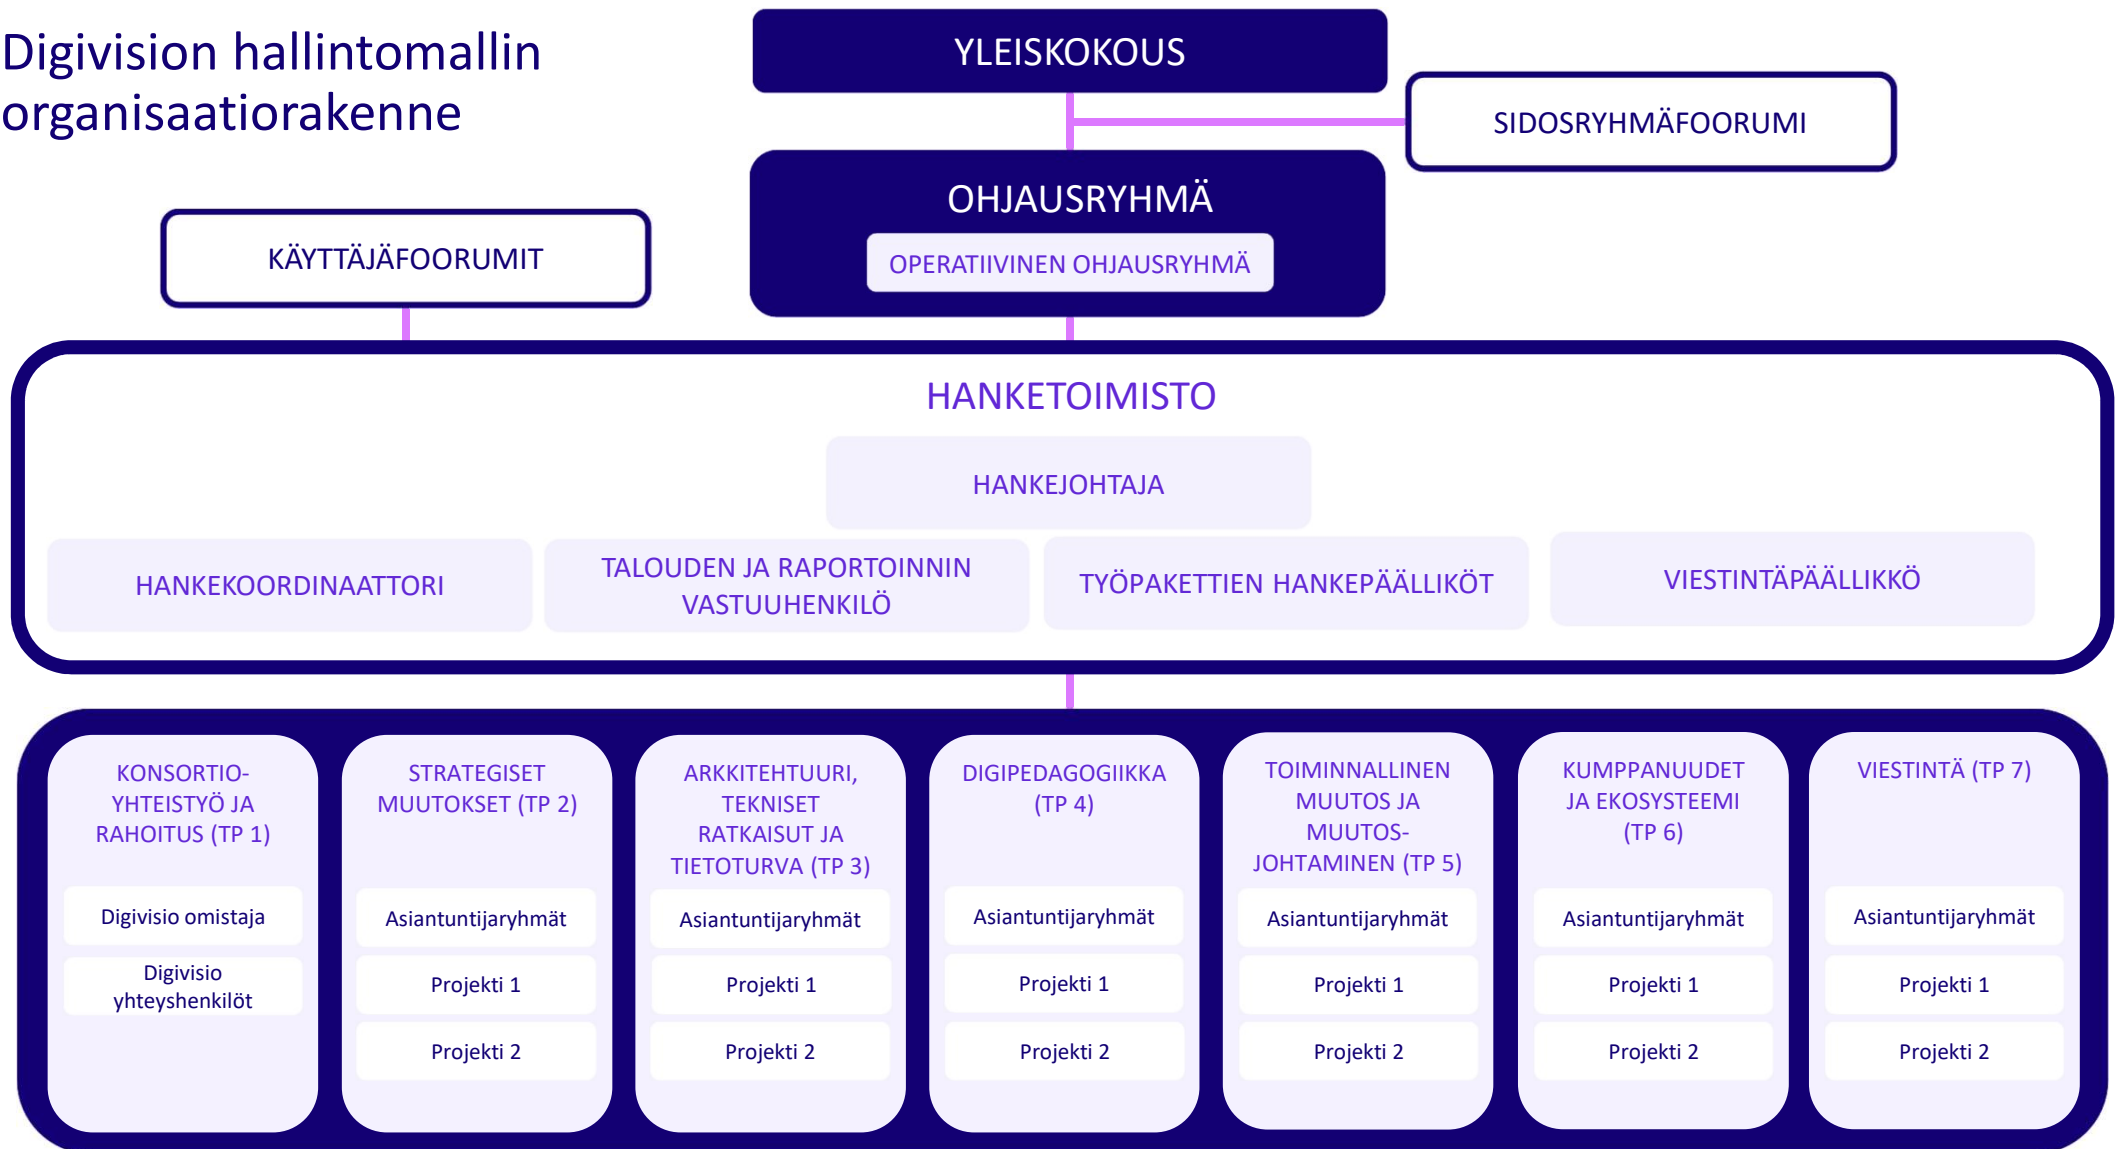 Digivision hallintomallin
organisaatiorakenne
YLEISKOKOUS
SIDOSRYHMÄFOORUMI
OHJAUSRYHMÄ
OPERATIIVINEN OHJAUSRYHMÄ
KÄYTTÄJÄFOORUMIT
HANKETOIMISTO
HANKEJOHTAJA
HANKEKOORDINAATTORI
TALOUDEN JA RAPORTOINNIN
VASTUUHENKILÖ
TYÖPAKETTIEN HANKEPÄÄLLIKÖT
VIESTINTÄPÄÄLLIKKÖ
KONSORTIO-
YHTEISTYÖ JA
RAHOITUS (TP 1)
Digivisio omistaja
Digivisio
yhteyshenkilöt
STRATEGISET
MUUTOKSET (TP 2)
Asiantuntijaryhmät
Projekti 1
Projekti 2
ARKKITEHTUURI,
TEKNISET
RATKAISUT JA
TIETOTURVA (TP 3)
Asiantuntijaryhmät
Projekti 1
Projekti 2
DIGIPEDAGOGIIKKA
(TP 4)
Asiantuntijaryhmät
Projekti 1
Projekti 2
TOIMINNALLINEN
MUUTOS JA
MUUTOS-
JOHTAMINEN (TP 5)
Asiantuntijaryhmät
Projekti 1
Projekti 2
KUMPPANUUDET
JA EKOSYSTEEMI
(TP 6)
Asiantuntijaryhmät
Projekti 1
Projekti 2
VIESTINTÄ (TP 7)
Asiantuntijaryhmät
Projekti 1
Projekti 2